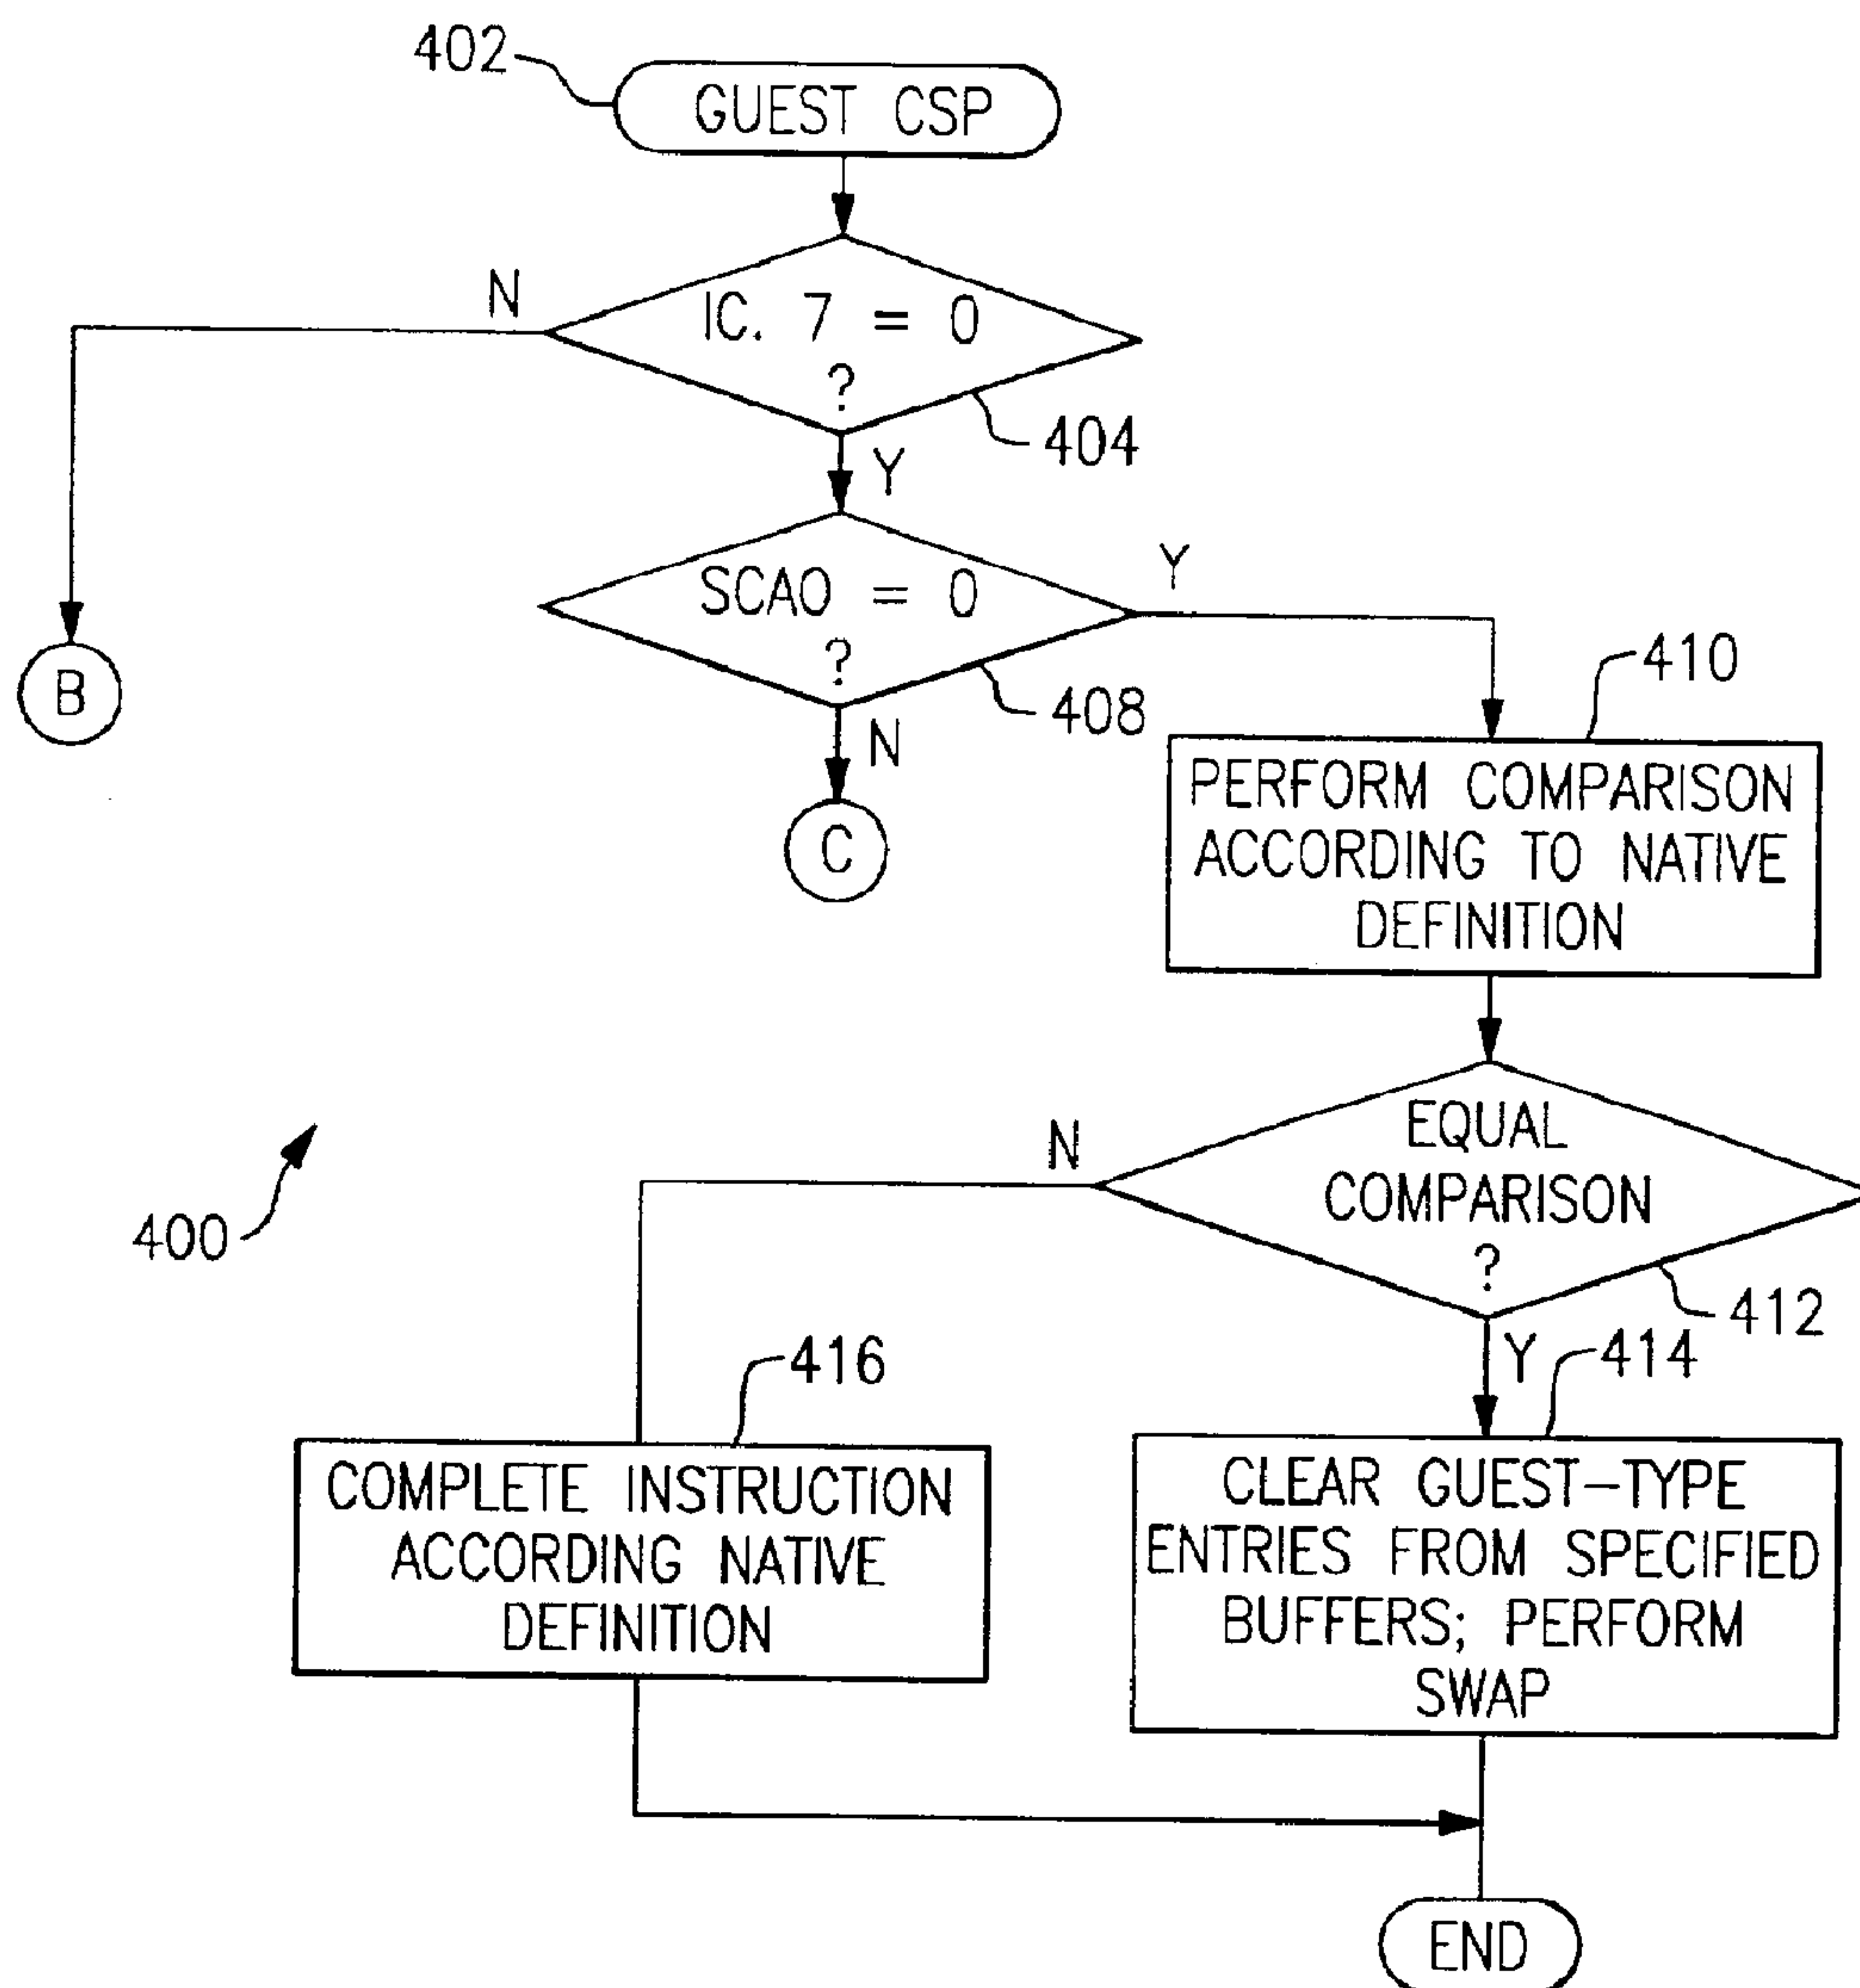 402
GUEST CSP
N
IC. 7 = 0
?
404
Y
SCAO = 0
?
Y
408
N
B
C
410
PERFORM COMPARISON
ACCORDING TO NATIVE
DEFINITION
N
EQUAL
COMPARISON
?
412
400
Y
416
414
COMPLETE INSTRUCTION
ACCORDING NATIVE
DEFINITION
CLEAR GUEST-TYPE
ENTRIES FROM SPECIFIED
BUFFERS; PERFORM
SWAP
END